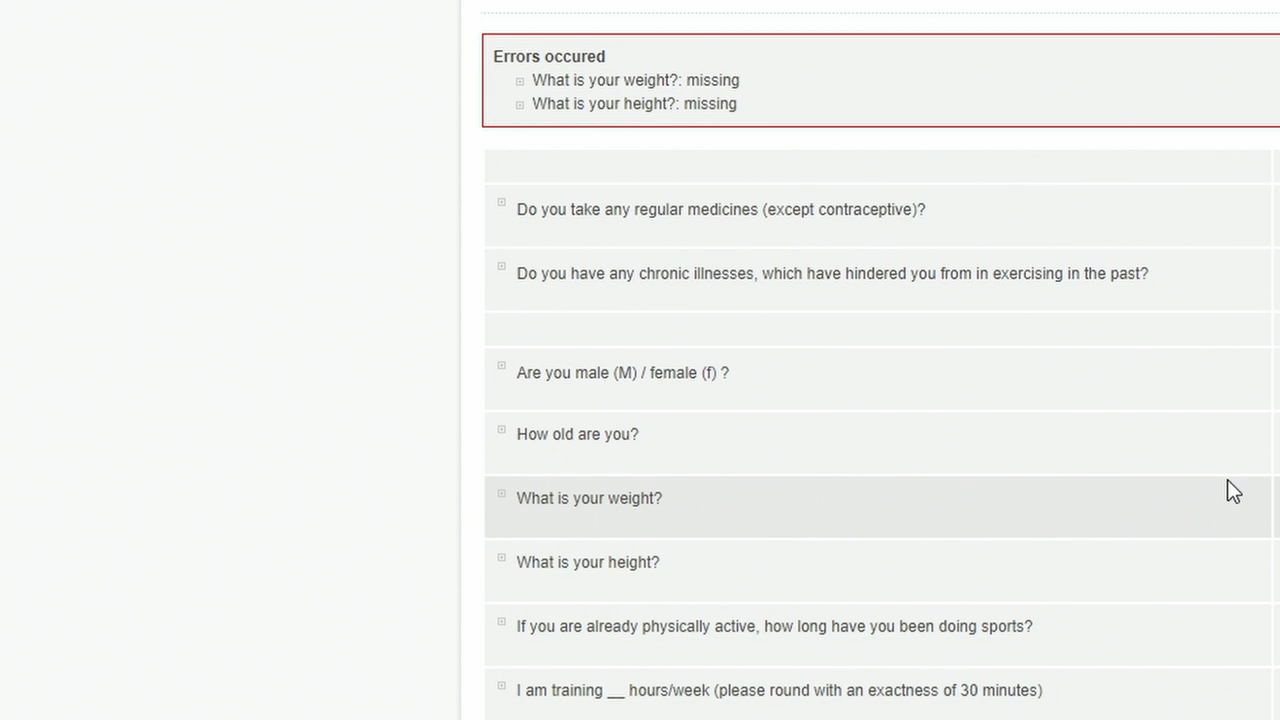 Errors occured
What is your weight?: missing
What is your height?: missing
Do you take any regular medicines (except contraceptive)?
Do you have any chronic illnesses, which have hindered you from in exercising in the past?
Are you male (M) / female (f) ?
How old are you?
What is your weight?
What is your height?
If you are already physically active, how long have you been doing sports?
I am training __ hours/week (please round with an exactness of 30 minutes)